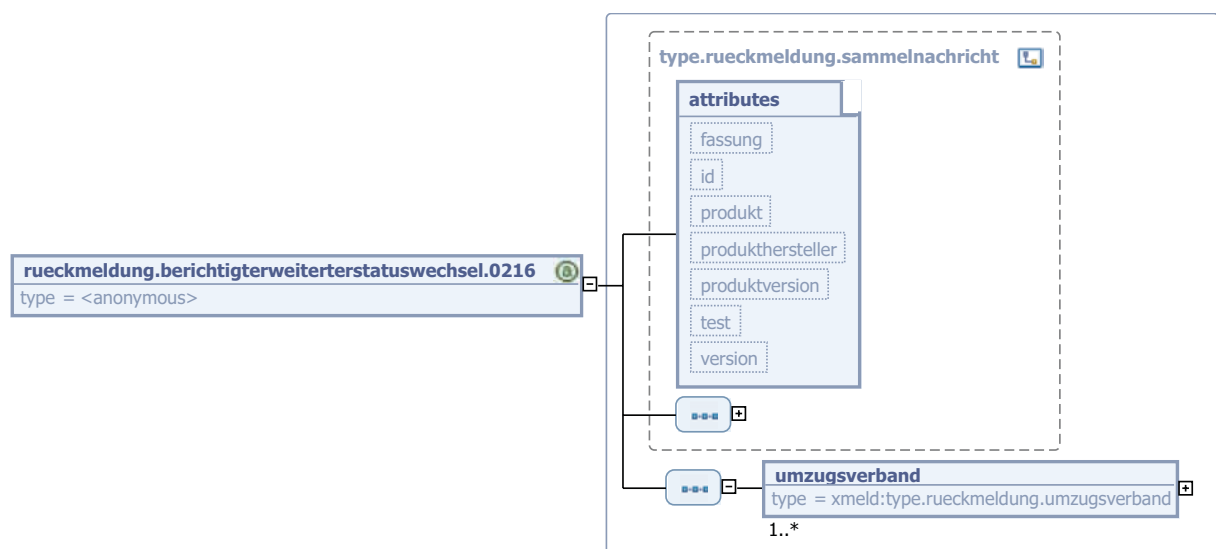 type.rueckmeldung.sammelnachricht
attributes
fassung
id
produkt
produkthersteller
produktversion
test
version
rueckmeldung.berichtigterweiterterstatuswechsel.0216
type = <anonymous>
umzugsverband
type = xmeld:type.rueckmeldung.umzugsverband
1..*